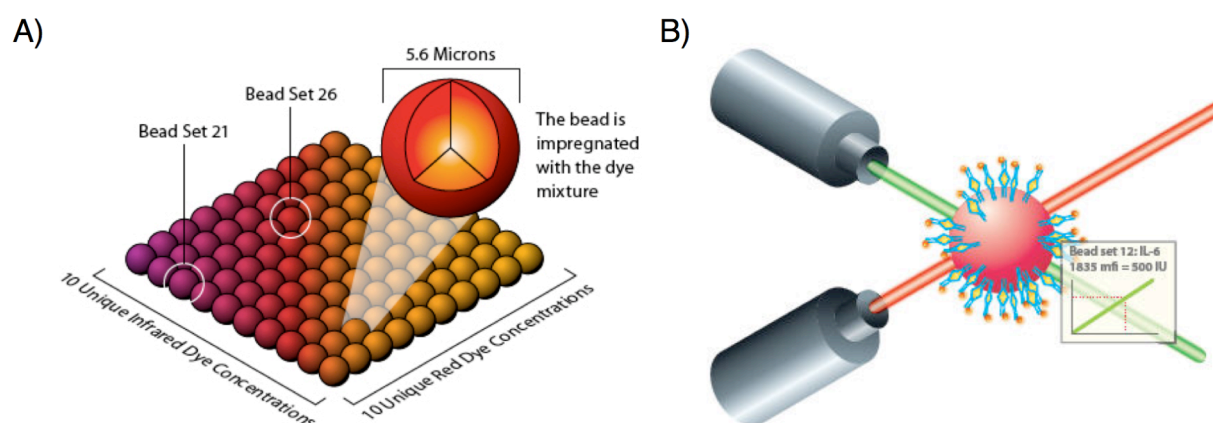 A)
5.6 Microns
Bead Set 26
Bead Set 21
The bead is
impregnated
with the dye
mixture
10 Unique Infrared Dye Concentrations
10 Unique Red Dye Concentrations
B)
Bead set 12: IL-6
1835 mfi = 500 IU